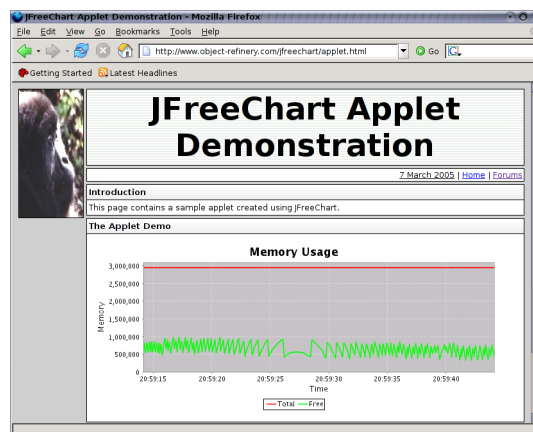 JFreeChart Applet Demonstration - Mozilla Firefox
File Edit View Go Bookmarks Tools Help
http://www.object-refinery.com/jfreechart/applet.html Go
Getting Started Latest Headlines
JFreeChart Applet
Demonstration
7 March 2005 | Home | Forums
Introduction
This page contains a sample applet created using JFreeChart.
The Applet Demo
Memory Usage
3,000,000
2,500,000
2,000,000
1,500,000
1,000,000
500,000
0
Memory
20:59:15 20:59:20 20:59:25 20:59:30 20:59:35 20:59:40
Time
Total Free